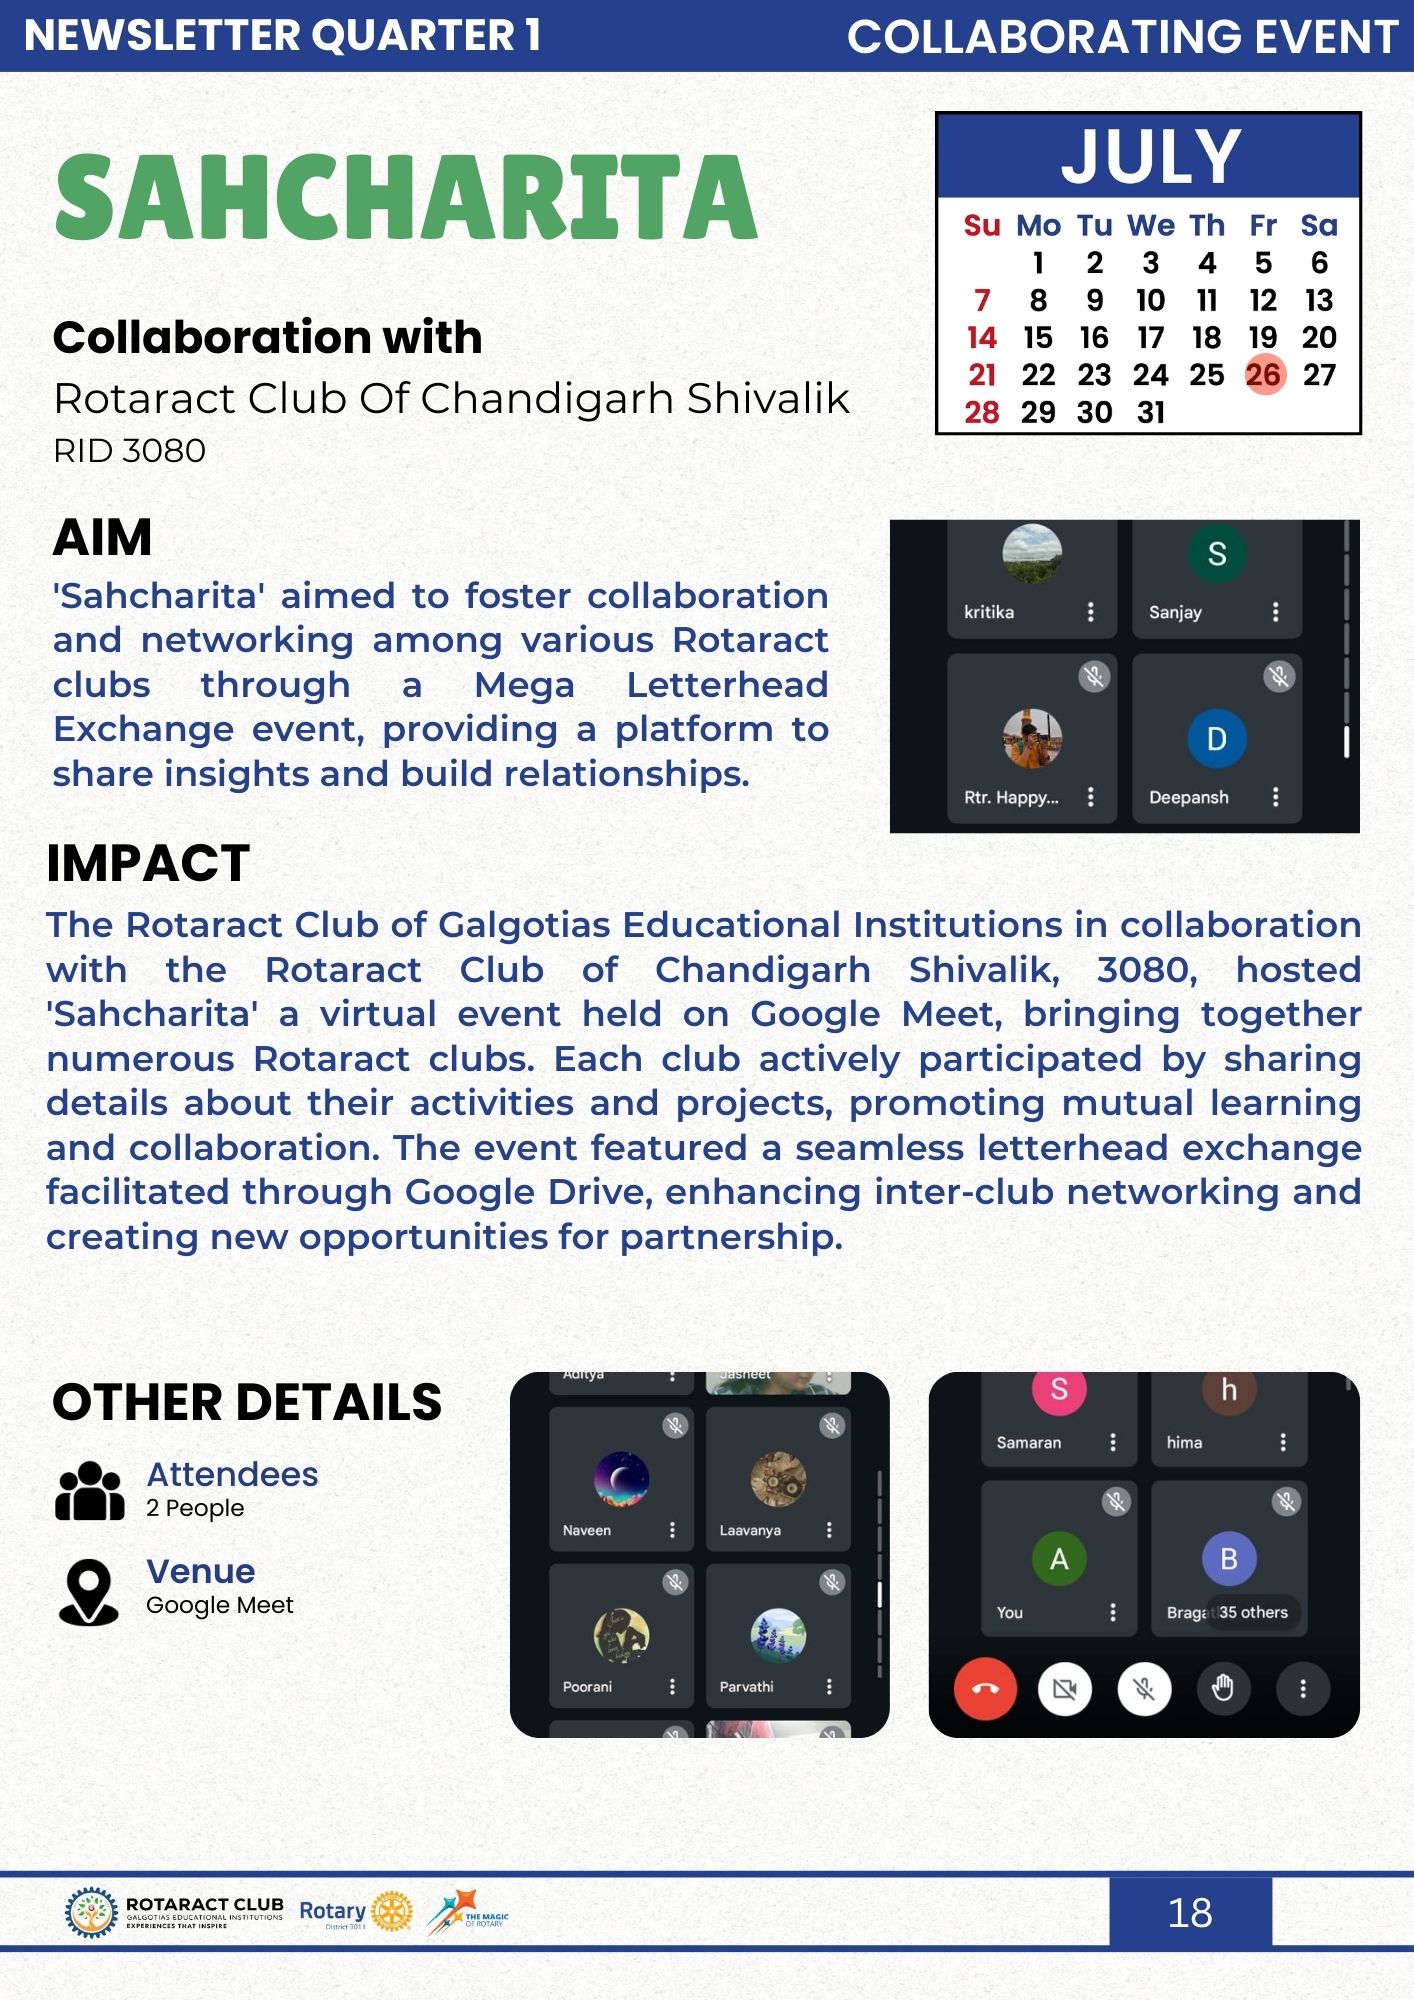 NEWSLETTER QUARTER 1
COLLABORATING EVENT
SAHCHARITA
JULY
Su Mo Tu We Th Fr Sa
1 2 3 4 5 6
7 8 9 10 11 12 13
14 15 16 17 18 19 20
21 22 23 24 25 26 27
28 29 30 31
Collaboration with
Rotaract Club Of Chandigarh Shivalik
RID 3080
AIM
'Sahcharita' aimed to foster collaboration
and networking among various Rotaract
clubs through a Mega Letterhead
Exchange event, providing a platform to
share insights and build relationships.
S
kritika
Sanjay
D
Rtr. Happy...
Deepansh
IMPACT
The Rotaract Club of Galgotias Educational Institutions in collaboration
with the Rotaract Club of Chandigarh Shivalik, 3080, hosted
'Sahcharita' a virtual event held on Google Meet, bringing together
numerous Rotaract clubs. Each club actively participated by sharing
details about their activities and projects, promoting mutual learning
and collaboration. The event featured a seamless letterhead exchange
facilitated through Google Drive, enhancing inter-club networking and
creating new opportunities for partnership.
OTHER DETAILS
Attendees
2 People
Venue
Google Meet
Aditya
Jasneet
Naveen
Laavanya
Poorani
Parvathi
S
h
Samaran
hima
A
B
You
35 others
ROTARACT CLUB
GALGOTIAS EDUCATIONAL INSTITUTIONS
EXPERIENCES THAT INSPIRE
Rotary
District 3011
THE MAGIC
OF ROTARY
18